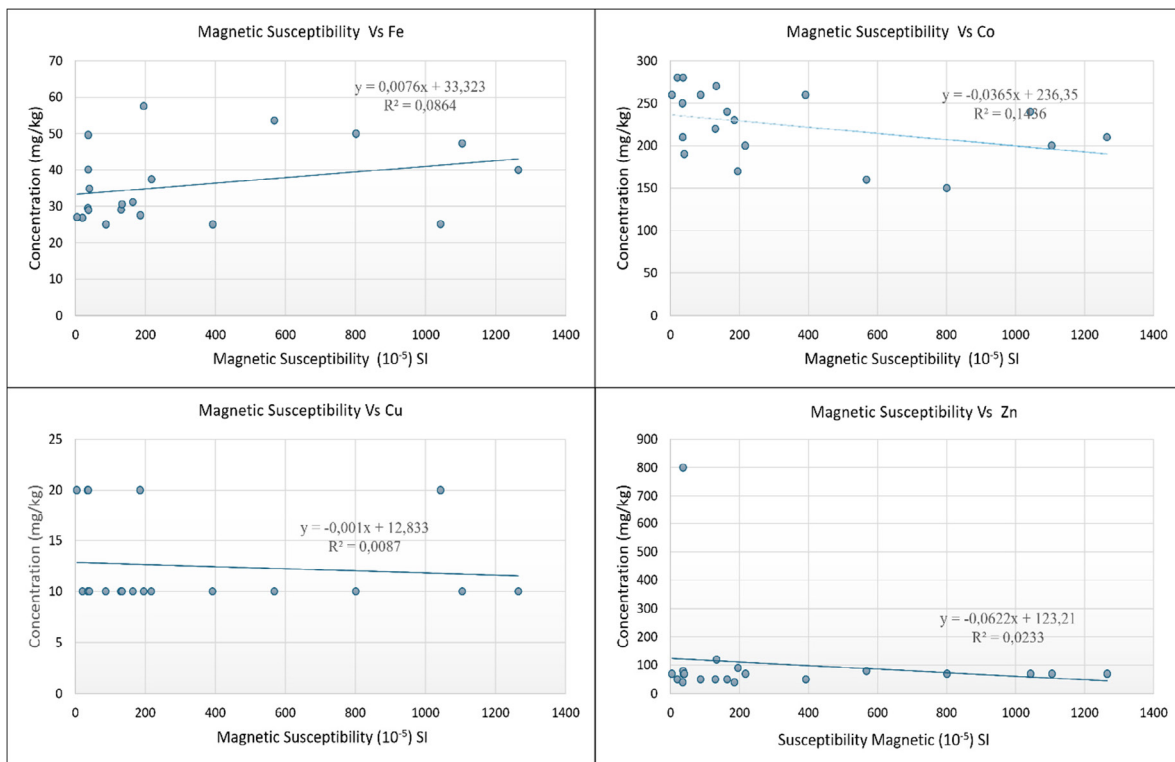 Magnetic Susceptibility Vs Fe
70
60
50
40
30
20
10
0
Concentration (mg/kg)
y = 0,0076x + 33,323
R² = 0,0864
0 200 400 600 800 1000 1200 1400
Magnetic Susceptibility (10⁻⁵) SI
Magnetic Susceptibility Vs Co
300
250
200
150
100
50
0
Concentration (mg/kg)
y = -0,0365x + 236,35
R² = 0,1436
0 200 400 600 800 1000 1200 1400
Magnetic Susceptibility (10⁻⁵) SI
Magnetic Susceptibility Vs Cu
25
20
15
10
5
0
Concentration (mg/kg)
y = -0,001x + 12,833
R² = 0,0087
0 200 400 600 800 1000 1200 1400
Magnetic Susceptibility (10⁻⁵) SI
Magnetic Susceptibility Vs Zn
900
800
700
600
500
400
300
200
100
0
Concentration (mg/kg)
y = -0,0622x + 123,21
R² = 0,0233
0 200 400 600 800 1000 1200 1400
Susceptibility Magnetic (10⁻⁵) SI